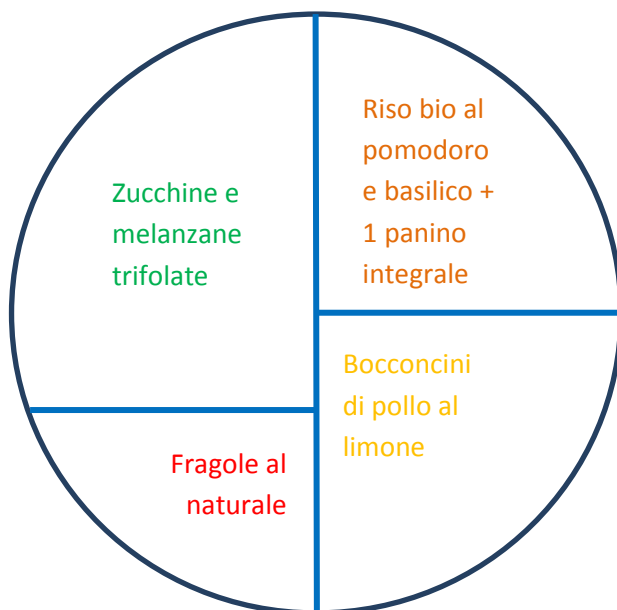 Zucchine e
melanzane
trifolate
Riso bio al
pomodoro
e basilico +
1 panino
integrale
Fragole al
naturale
Bocconcini
di pollo al
limone